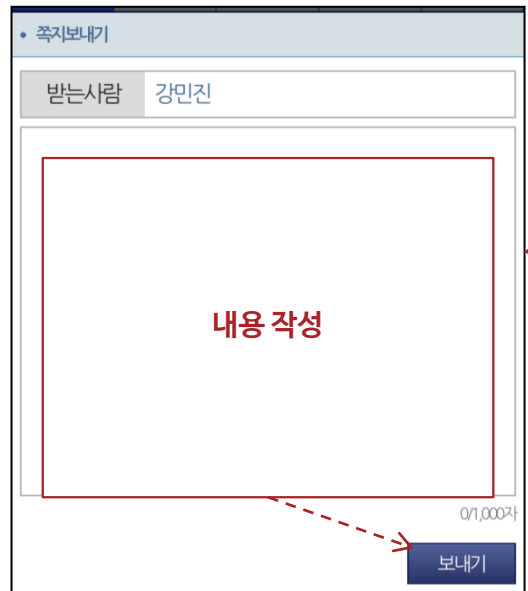 • 쪽지보내기
받는사람 강민진
내용 작성
0/1,000자
보내기